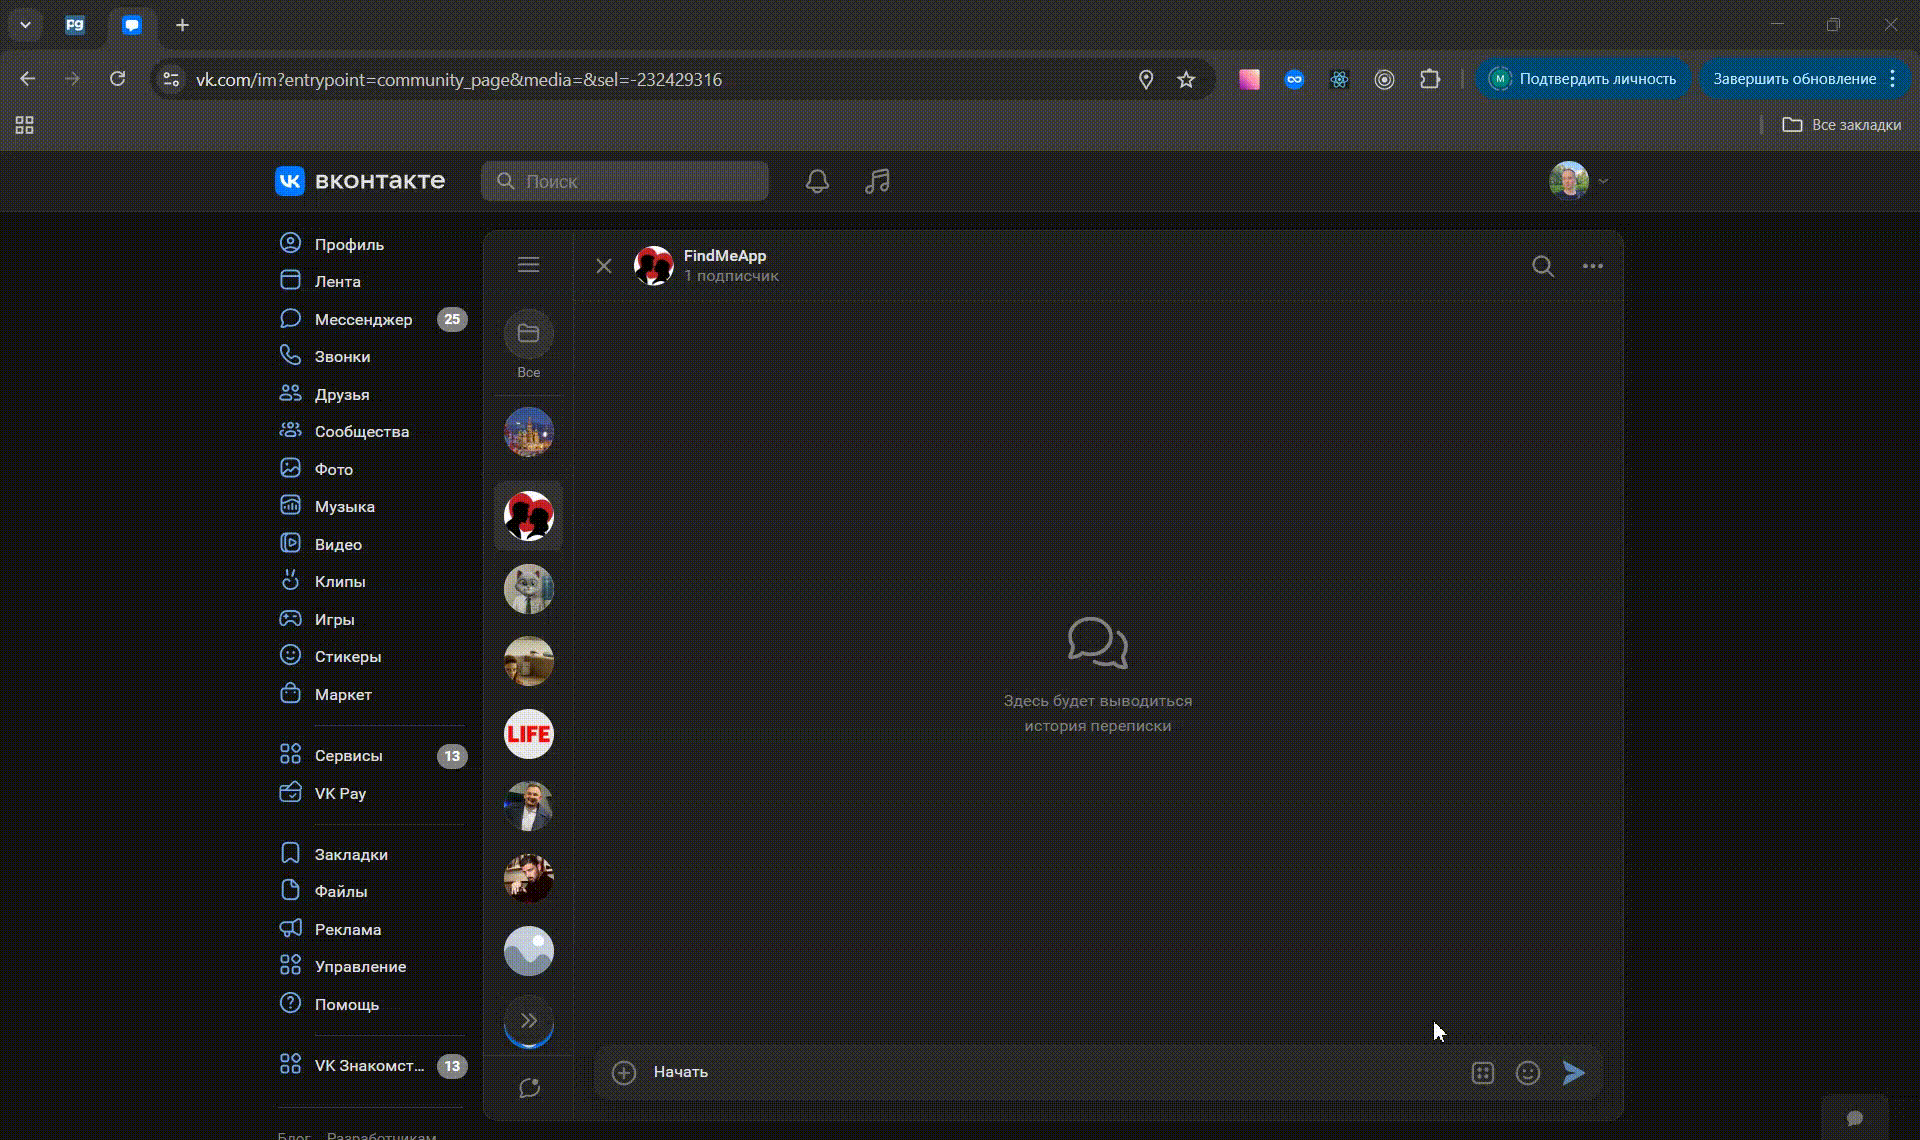 pg
vk.com/im?entrypoint=community_page&media=&sel=-232429316
М
Подтвердить личность
Завершить обновление
Все закладки
вконтакте
Поиск
Профиль
Лента
Мессенджер 25
Звонки
Друзья
Сообщества
Фото
Музыка
Видео
Клипы
Игры
Стикеры
Маркет
Сервисы 13
VK Pay
Закладки
Файлы
Реклама
Управление
Помощь
VK Знакомст... 13
Блог Разработчикам
Все
LIFE
FindMeApp
1 подписчик
Здесь будет выводиться
история переписки
Начать